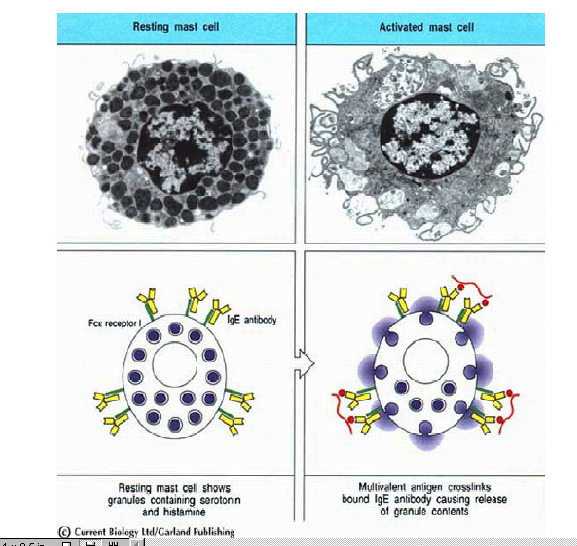 Resting mast cell
Activated mast cell
Fcε receptor I
IgE antibody
Resting mast cell shows
granules containing serotonin
and histamine
Multivalent antigen crosslinks
bound IgE antibody causing release
of granule contents
© Current Biology Ltd/Garland Publishing